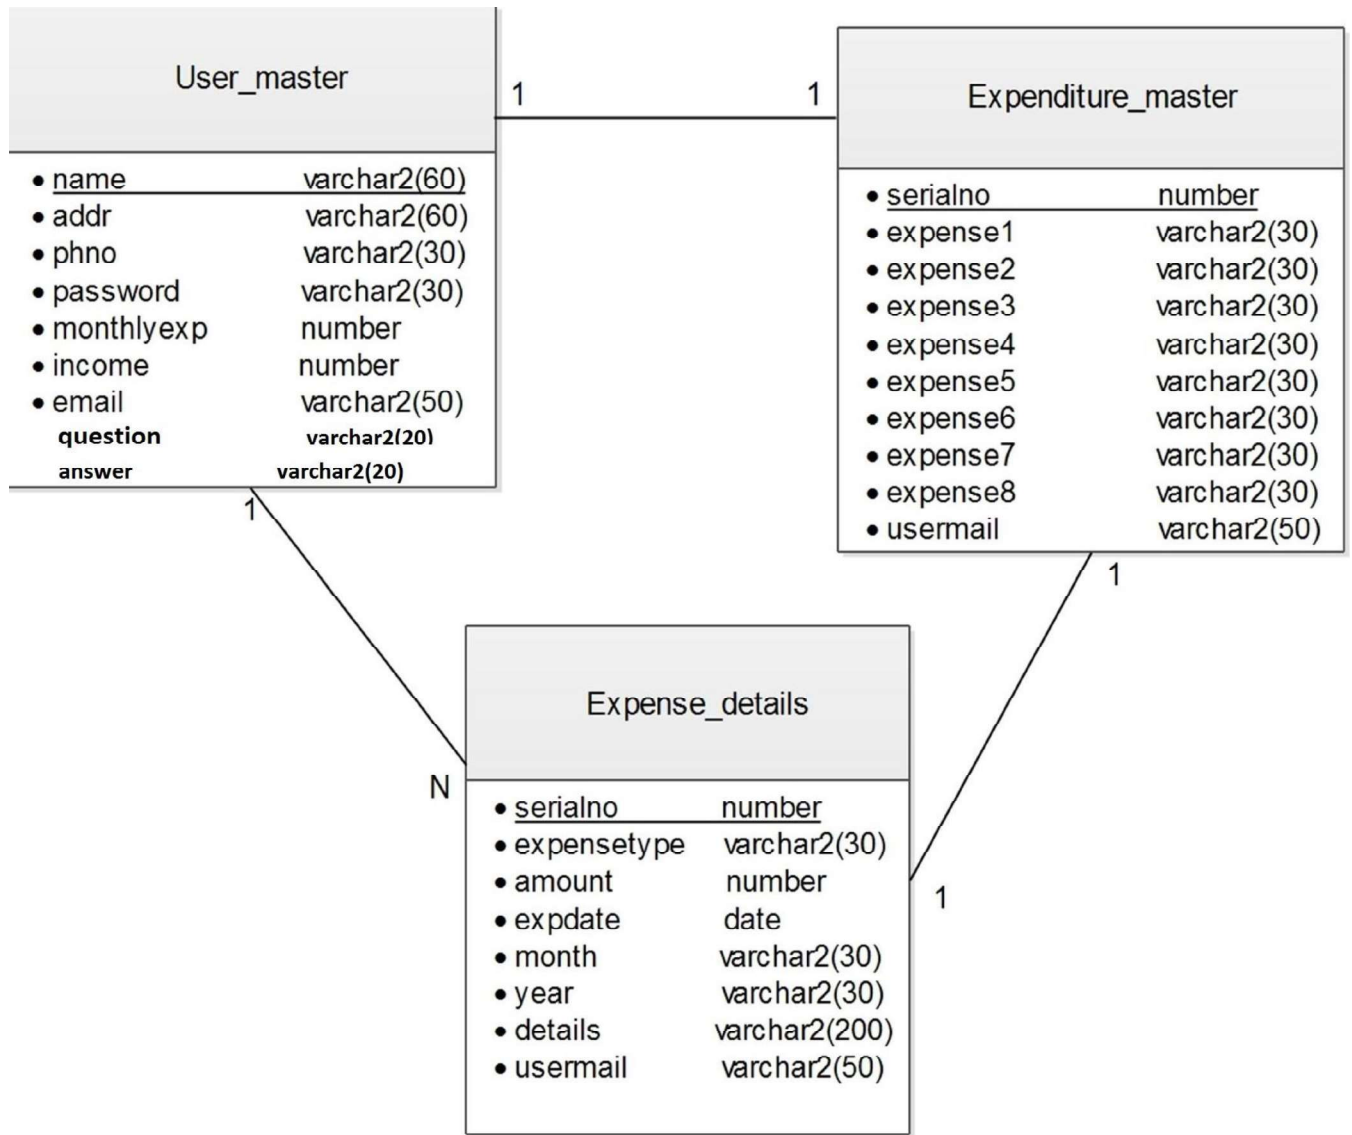 User_master
• name varchar2(60)
• addr varchar2(60)
• phno varchar2(30)
• password varchar2(30)
• monthlyexp number
• income number
• email varchar2(50)
question varchar2(20)
answer varchar2(20)
1 1
Expenditure_master
• serialno number
• expense1 varchar2(30)
• expense2 varchar2(30)
• expense3 varchar2(30)
• expense4 varchar2(30)
• expense5 varchar2(30)
• expense6 varchar2(30)
• expense7 varchar2(30)
• expense8 varchar2(30)
• usermail varchar2(50)
1
N
1
1
Expense_details
• serialno number
• expensetype varchar2(30)
• amount number
• expdate date
• month varchar2(30)
• year varchar2(30)
• details varchar2(200)
• usermail varchar2(50)